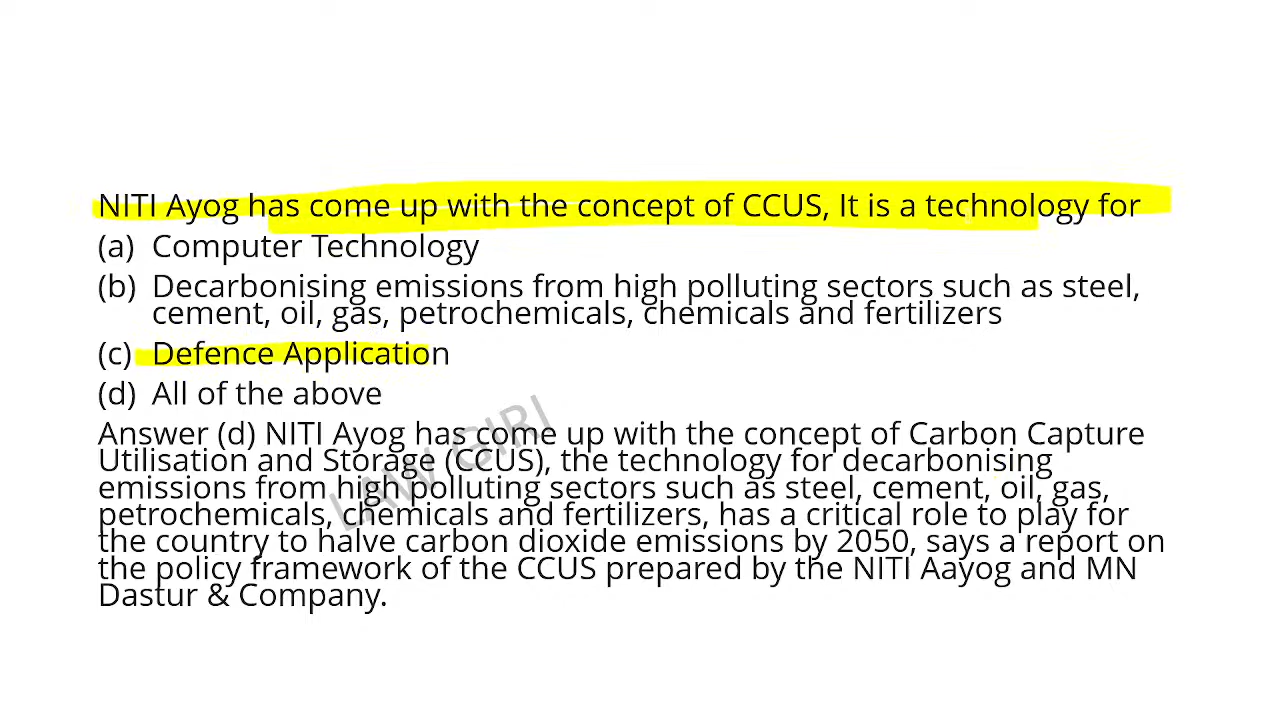 NITI Ayog has come up with the concept of CCUS, It is a technology for
(a) Computer Technology
(b) Decarbonising emissions from high polluting sectors such as steel,
cement, oil, gas, petrochemicals, chemicals and fertilizers
(c) Defence Application
(d) All of the above
Answer (d) NITI Ayog has come up with the concept of Carbon Capture
Utilisation and Storage (CCUS), the technology for decarbonising
emissions from high polluting sectors such as steel, cement, oil, gas,
petrochemicals, chemicals and fertilizers, has a critical role to play for
the country to halve carbon dioxide emissions by 2050, says a report on
the policy framework of the CCUS prepared by the NITI Aayog and MN
Dastur & Company.
LAW GIRI